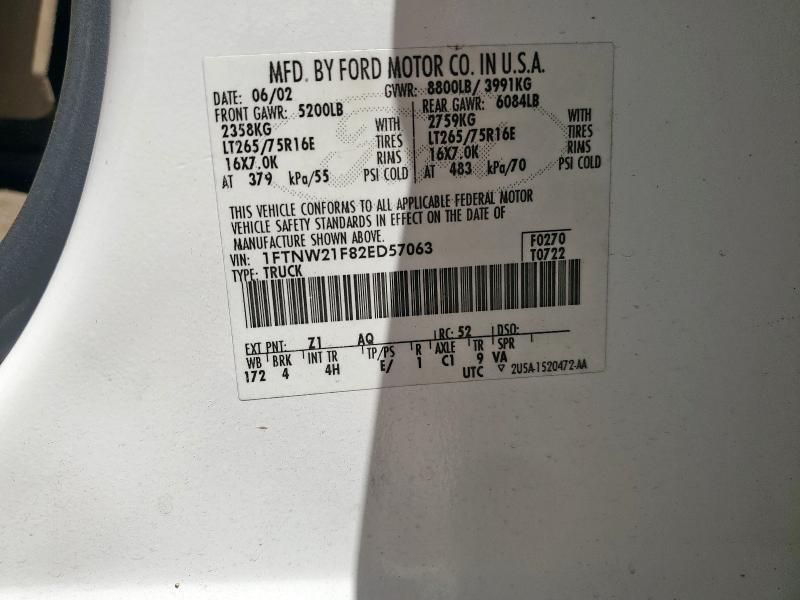 MFD. BY FORD MOTOR CO. IN U.S.A.
DATE: 06/02 GVWR: 8800LB/ 3991KG
FRONT GAWR: 5200LB REAR GAWR: 6084LB
2358KG WITH 2759KG WITH
LT265/75R16E TIRES LT265/75R16E TIRES
16X7.0K RIMS 16X7.0K RIMS
AT 379 kPa/55 PSI COLD AT 483 kPa/70 PSI COLD
THIS VEHICLE CONFORMS TO ALL APPLICABLE FEDERAL MOTOR
VEHICLE SAFETY STANDARDS IN EFFECT ON THE DATE OF
MANUFACTURE SHOWN ABOVE.
VIN: 1FTNW21F82ED57063 F0270
TYPE: TRUCK T0722
EXT PNT: Z1 AQ RC: 52 DSO:
WB BRK INT TR TP/PS R AXLE TR SPR
172 4 4H E/ 1 C1 9 VA
UTC ▽ 2U5A-1520472-AA